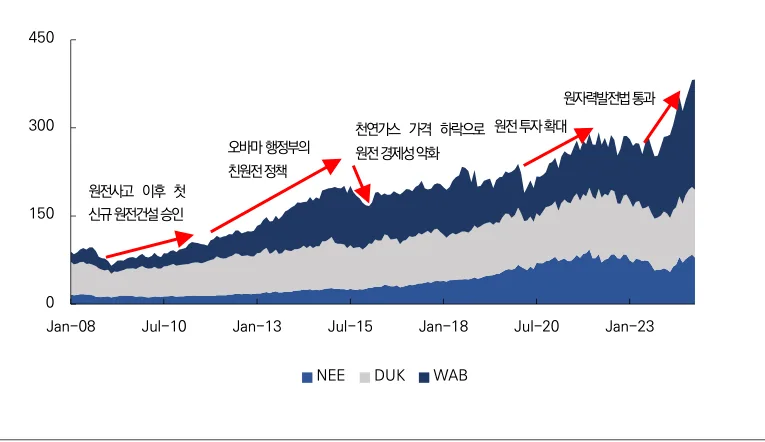 450
300
150
0
원전사고 이후 첫
신규 원전건설 승인
오바마 행정부의
친원전 정책
천연가스 가격 하락으로
원전 경제성 악화
원전 투자 확대
원자력발전법 통과
Jan-08 Jul-10 Jan-13 Jul-15 Jan-18 Jul-20 Jan-23
NEE DUK WAB